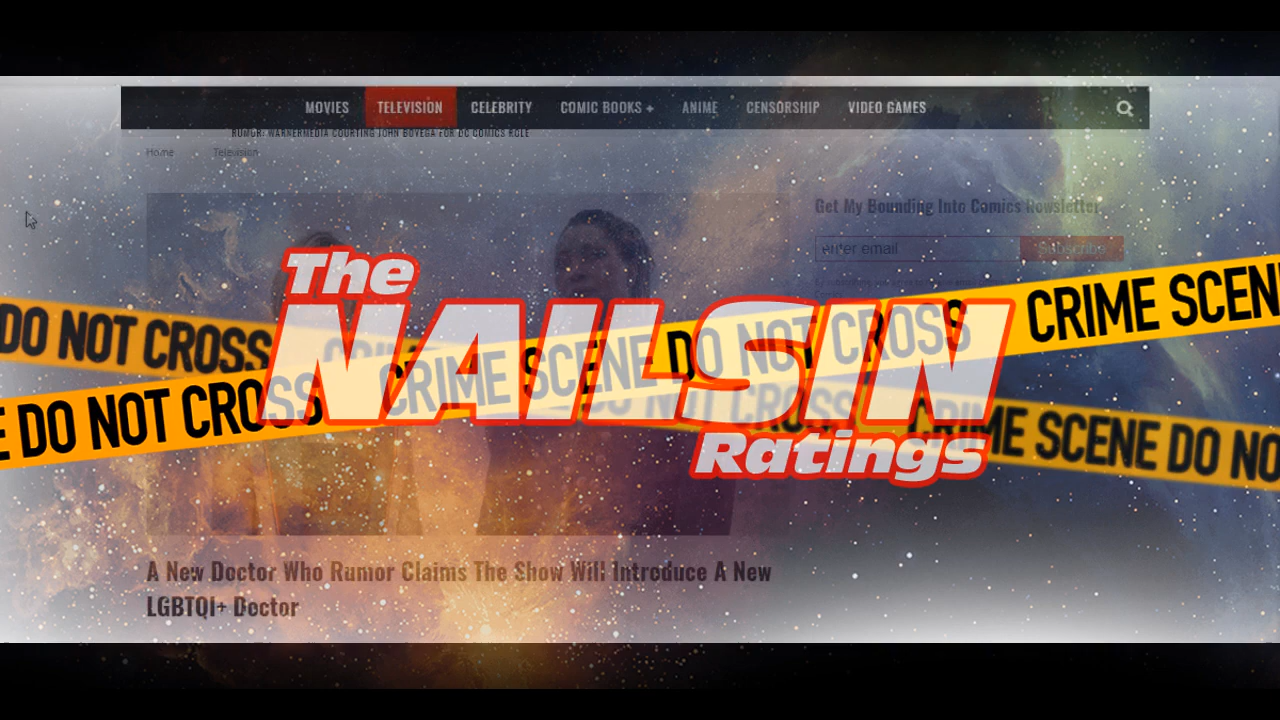 MOVIES TELEVISION CELEBRITY COMIC BOOKS + ANIME CENSORSHIP VIDEO GAMES
RUMOR: WARNERMEDIA COURTING JOHN BOYEGA FOR DC COMICS ROLE
Home Television
Get My Bounding Into Comics Newsletter
enter email Subscribe
The
NAILSIN
Ratings
DO NOT CROSS
CRIME SCENE
E DO NOT CROSS CRIME SCENE DO NOT CROSS CRIME SCEN
DO NOT CROSS CRIME SCENE DO NO
A New Doctor Who Rumor Claims The Show Will Introduce A New
LGBTQI+ Doctor